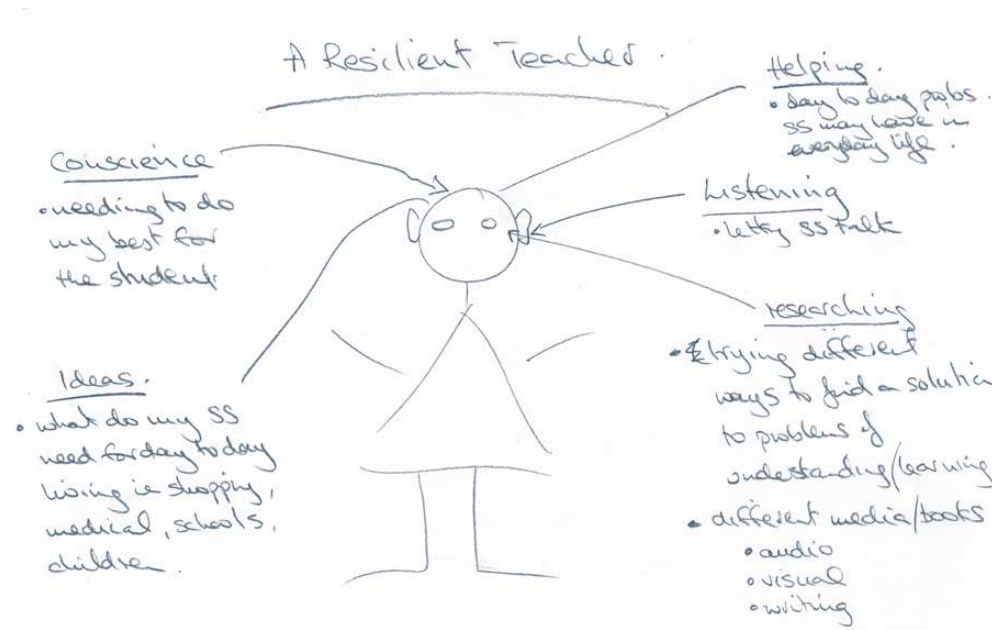 A Resilient Teacher.
Conscience
• needing to do
my best for
the student
Ideas.
• what do my SS
need for day to day
living ie shopping,
medical, schools,
children.
Helping.
• day to day probs.
SS may have in
everyday life.
Listening
• letting SS talk
researching
• trying different
ways to find a solution
to problems of
understanding/learning
• different media/books
• audio
• visual
• writing